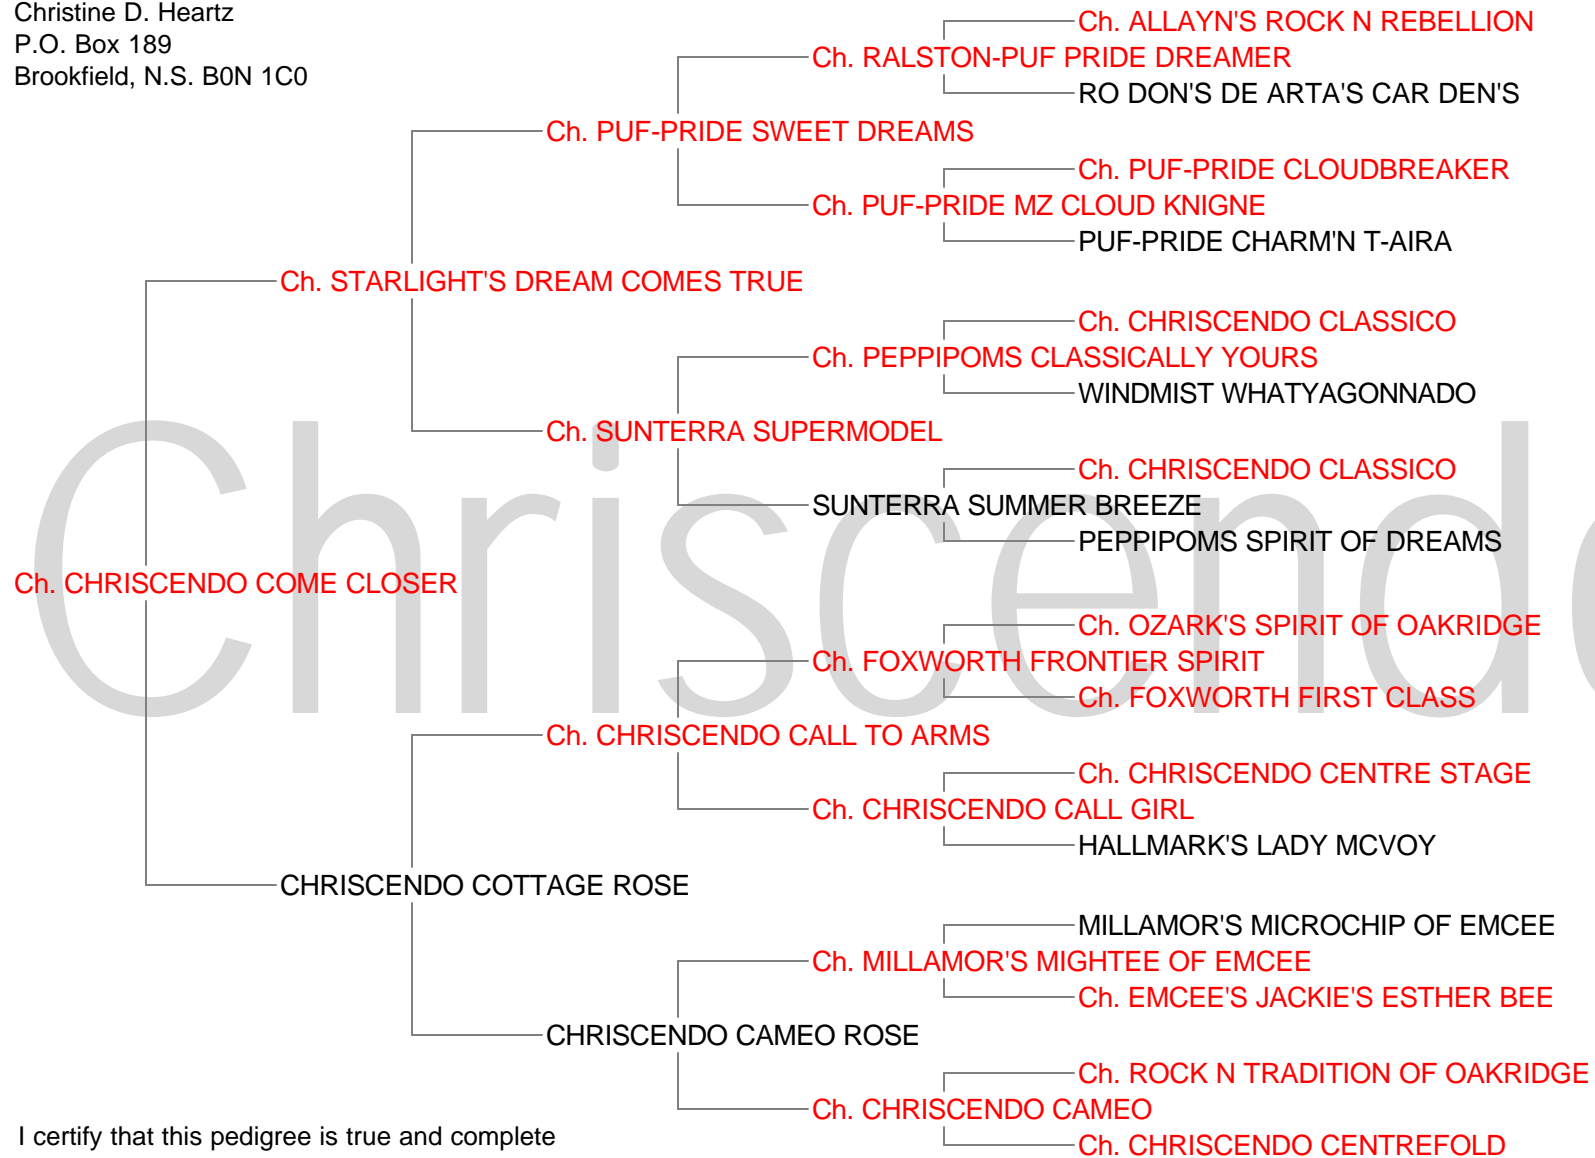 Christine D. Heartz
P.O. Box 189
Brookfield, N.S. B0N 1C0
Ch. ALLAYN'S ROCK N REBELLION
Ch. RALSTON-PUF PRIDE DREAMER
RO DON'S DE ARTA'S CAR DEN'S
Ch. PUF-PRIDE SWEET DREAMS
Ch. PUF-PRIDE CLOUDBREAKER
Ch. PUF-PRIDE MZ CLOUD KNIGNE
PUF-PRIDE CHARM'N T-AIRA
Ch. STARLIGHT'S DREAM COMES TRUE
Ch. CHRISCENDO CLASSICO
Ch. PEPPIPOMS CLASSICALLY YOURS
WINDMIST WHATYAGONNADO
Ch. SUNTERRA SUPERMODEL
Ch. CHRISCENDO CLASSICO
SUNTERRA SUMMER BREEZE
PEPPIPOMS SPIRIT OF DREAMS
Chriscendo
Ch. CHRISCENDO COME CLOSER
Ch. OZARK'S SPIRIT OF OAKRIDGE
Ch. FOXWORTH FRONTIER SPIRIT
Ch. FOXWORTH FIRST CLASS
Ch. CHRISCENDO CALL TO ARMS
Ch. CHRISCENDO CENTRE STAGE
Ch. CHRISCENDO CALL GIRL
HALLMARK'S LADY MCVOY
CHRISCENDO COTTAGE ROSE
MILLAMOR'S MICROCHIP OF EMCEE
Ch. MILLAMOR'S MIGHTEE OF EMCEE
Ch. EMCEE'S JACKIE'S ESTHER BEE
CHRISCENDO CAMEO ROSE
Ch. ROCK N TRADITION OF OAKRIDGE
Ch. CHRISCENDO CAMEO
Ch. CHRISCENDO CENTREFOLD
I certify that this pedigree is true and complete